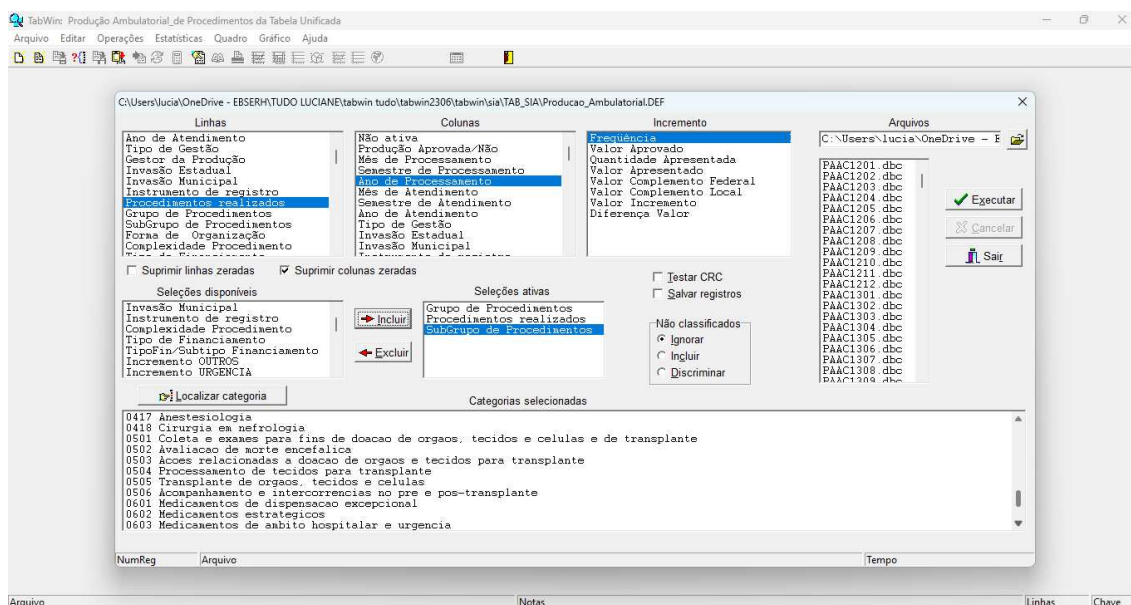 TabWin: Produção Ambulatorial_de Procedimentos da Tabela Unificada
Arquivo Editar Operações Estatísticas Quadro Gráfico Ajuda
C:\Users\lucia\OneDrive - EBSERH\TUDO LUCIANE\tabwin tudo\tabwin2306\tabwin\sia\TAB_SIA\Producao_Ambulatorial.DEF
Linhas
Ano de Atendimento
Tipo de Gestão
Gestor da Produção
Invasão Estadual
Invasão Municipal
Instrumento de registro
Procedimentos realizados
Grupo de Procedimentos
SubGrupo de Procedimentos
Forma de Organização
Complexidade Procedimento
Tipo de Financiamento
Colunas
Não ativa
Produção Aprovada/Não
Mês de Processamento
Semestre de Processamento
Ano de Processamento
Mês de Atendimento
Semestre de Atendimento
Ano de Atendimento
Tipo de Gestão
Invasão Estadual
Invasão Municipal
Instrumento de registro
Incremento
Freqüência
Valor Aprovado
Quantidade Apresentada
Valor Apresentado
Valor Complemento Federal
Valor Complemento Local
Valor Incremento
Diferença Valor
Arquivos
C:\Users\lucia\OneDrive - E
PAAC1201.dbc
PAAC1202.dbc
PAAC1203.dbc
PAAC1204.dbc
PAAC1205.dbc
PAAC1206.dbc
PAAC1207.dbc
PAAC1208.dbc
PAAC1209.dbc
PAAC1210.dbc
PAAC1211.dbc
PAAC1212.dbc
PAAC1301.dbc
PAAC1302.dbc
PAAC1303.dbc
PAAC1304.dbc
PAAC1305.dbc
PAAC1306.dbc
PAAC1307.dbc
PAAC1308.dbc
PAAC1309.dbc
Executar
Cancelar
Sair
Suprimir linhas zeradas
Suprimir colunas zeradas
Seleções disponíveis
Invasão Municipal
Instrumento de registro
Complexidade Procedimento
Tipo de Financiamento
TipoFin/Subtipo Financiamento
Incremento OUTROS
Incremento URGENCIA
Incluir
Excluir
Seleções ativas
Grupo de Procedimentos
Procedimentos realizados
SubGrupo de Procedimentos
Testar CRC
Salvar registros
Não classificados
Ignorar
Incluir
Discriminar
Localizar categoria
Categorias selecionadas
0417 Anestesiologia
0418 Cirurgia em nefrologia
0501 Coleta e exames para fins de doacao de orgaos, tecidos e celulas e de transplante
0502 Avaliacao de morte encefalica
0503 Acoes relacionadas a doacao de orgaos e tecidos para transplante
0504 Processamento de tecidos para transplante
0505 Transplante de orgaos, tecidos e celulas
0506 Acompanhamento e intercorrencias no pre e pos-transplante
0601 Medicamentos de dispensacao excepcional
0602 Medicamentos estrategicos
0603 Medicamentos de ambito hospitalar e urgencia
NumReg Arquivo Tempo
Arquivo Notas Linhas Chave